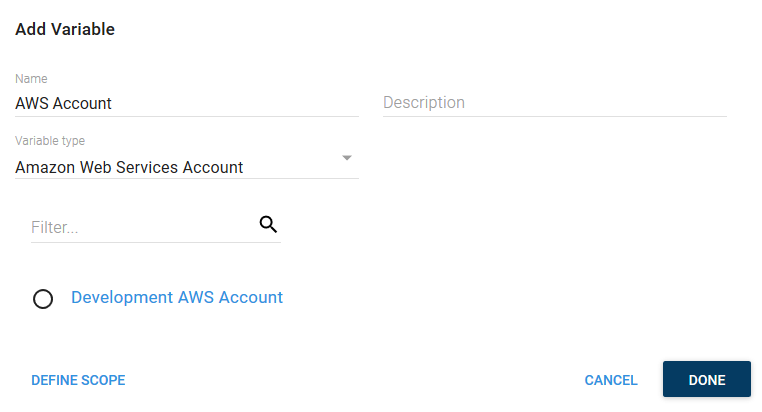 Add Variable
Name
AWS Account
Description
Variable type
Amazon Web Services Account
Filter...
Development AWS Account
DEFINE SCOPE
CANCEL
DONE